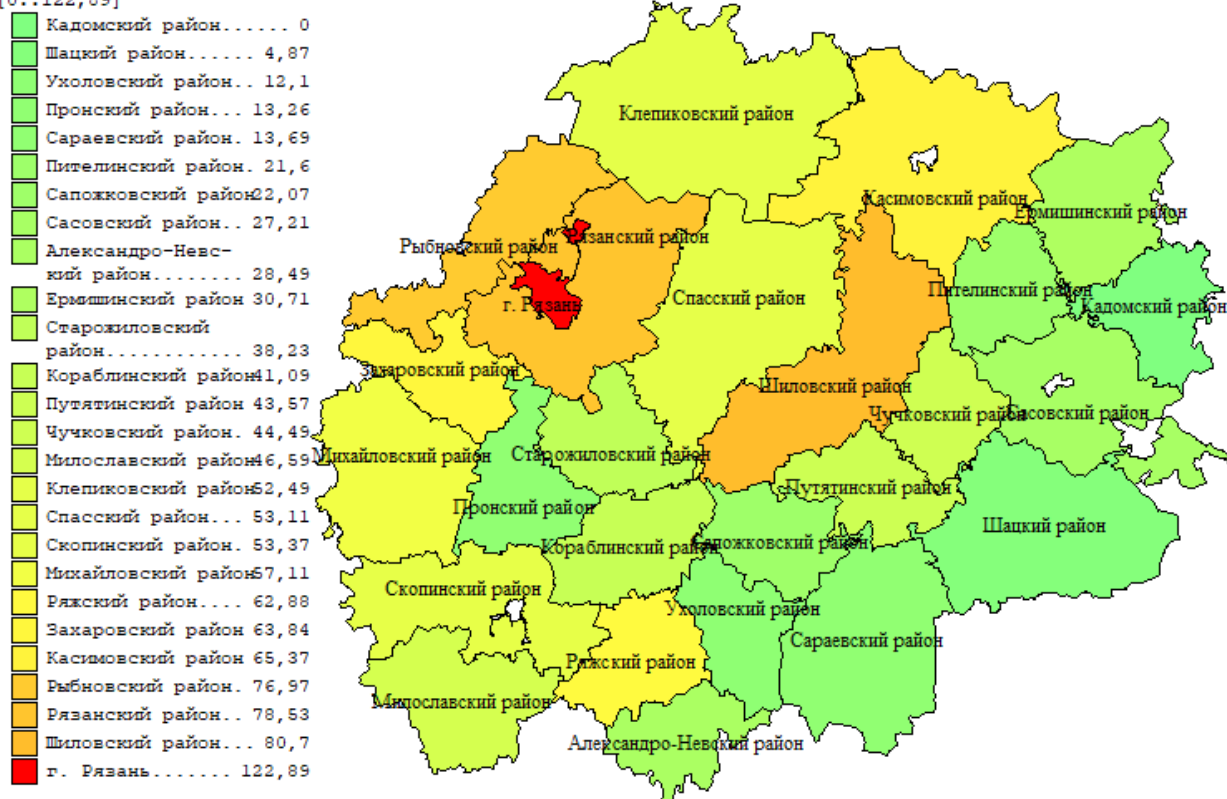 [0..122,89]
Кадомский район...... 0
Шацкий район...... 4,87
Ухоловский район.. 12,1
Пронский район... 13,26
Сараевский район. 13,69
Пителинский район. 21,6
Сапожковский район22,07
Сасовский район.. 27,21
Александро-Невс-
кий район........ 28,49
Ермишинский район 30,71
Старожиловский
район............ 38,23
Кораблинский район41,09
Путятинский район 43,57
Чучковский район. 44,49
Милославский район46,59
Клепиковский район52,49
Спасский район... 53,11
Скопинский район. 53,37
Михайловский район57,11
Ряжский район.... 62,88
Захаровский район 63,84
Касимовский район 65,37
Рыбновский район. 76,97
Рязанский район.. 78,53
Шиловский район... 80,7
г. Рязань....... 122,89
Клепиковский район
Касимовский район
Ермишинский район
Рыбновский район
Рязанский район
Пителинский район
Спасский район
г. Рязань
Кадомский район
Захаровский район
Шиловский район
Чучковский район
Сасовский район
Михайловский район
Старожиловский район
Путятинский район
Пронский район
Шацкий район
Кораблинский район
Сапожковский район
Скопинский район
Ухоловский район
Сараевский район
Ряжский район
Милославский район
Александро-Невский район